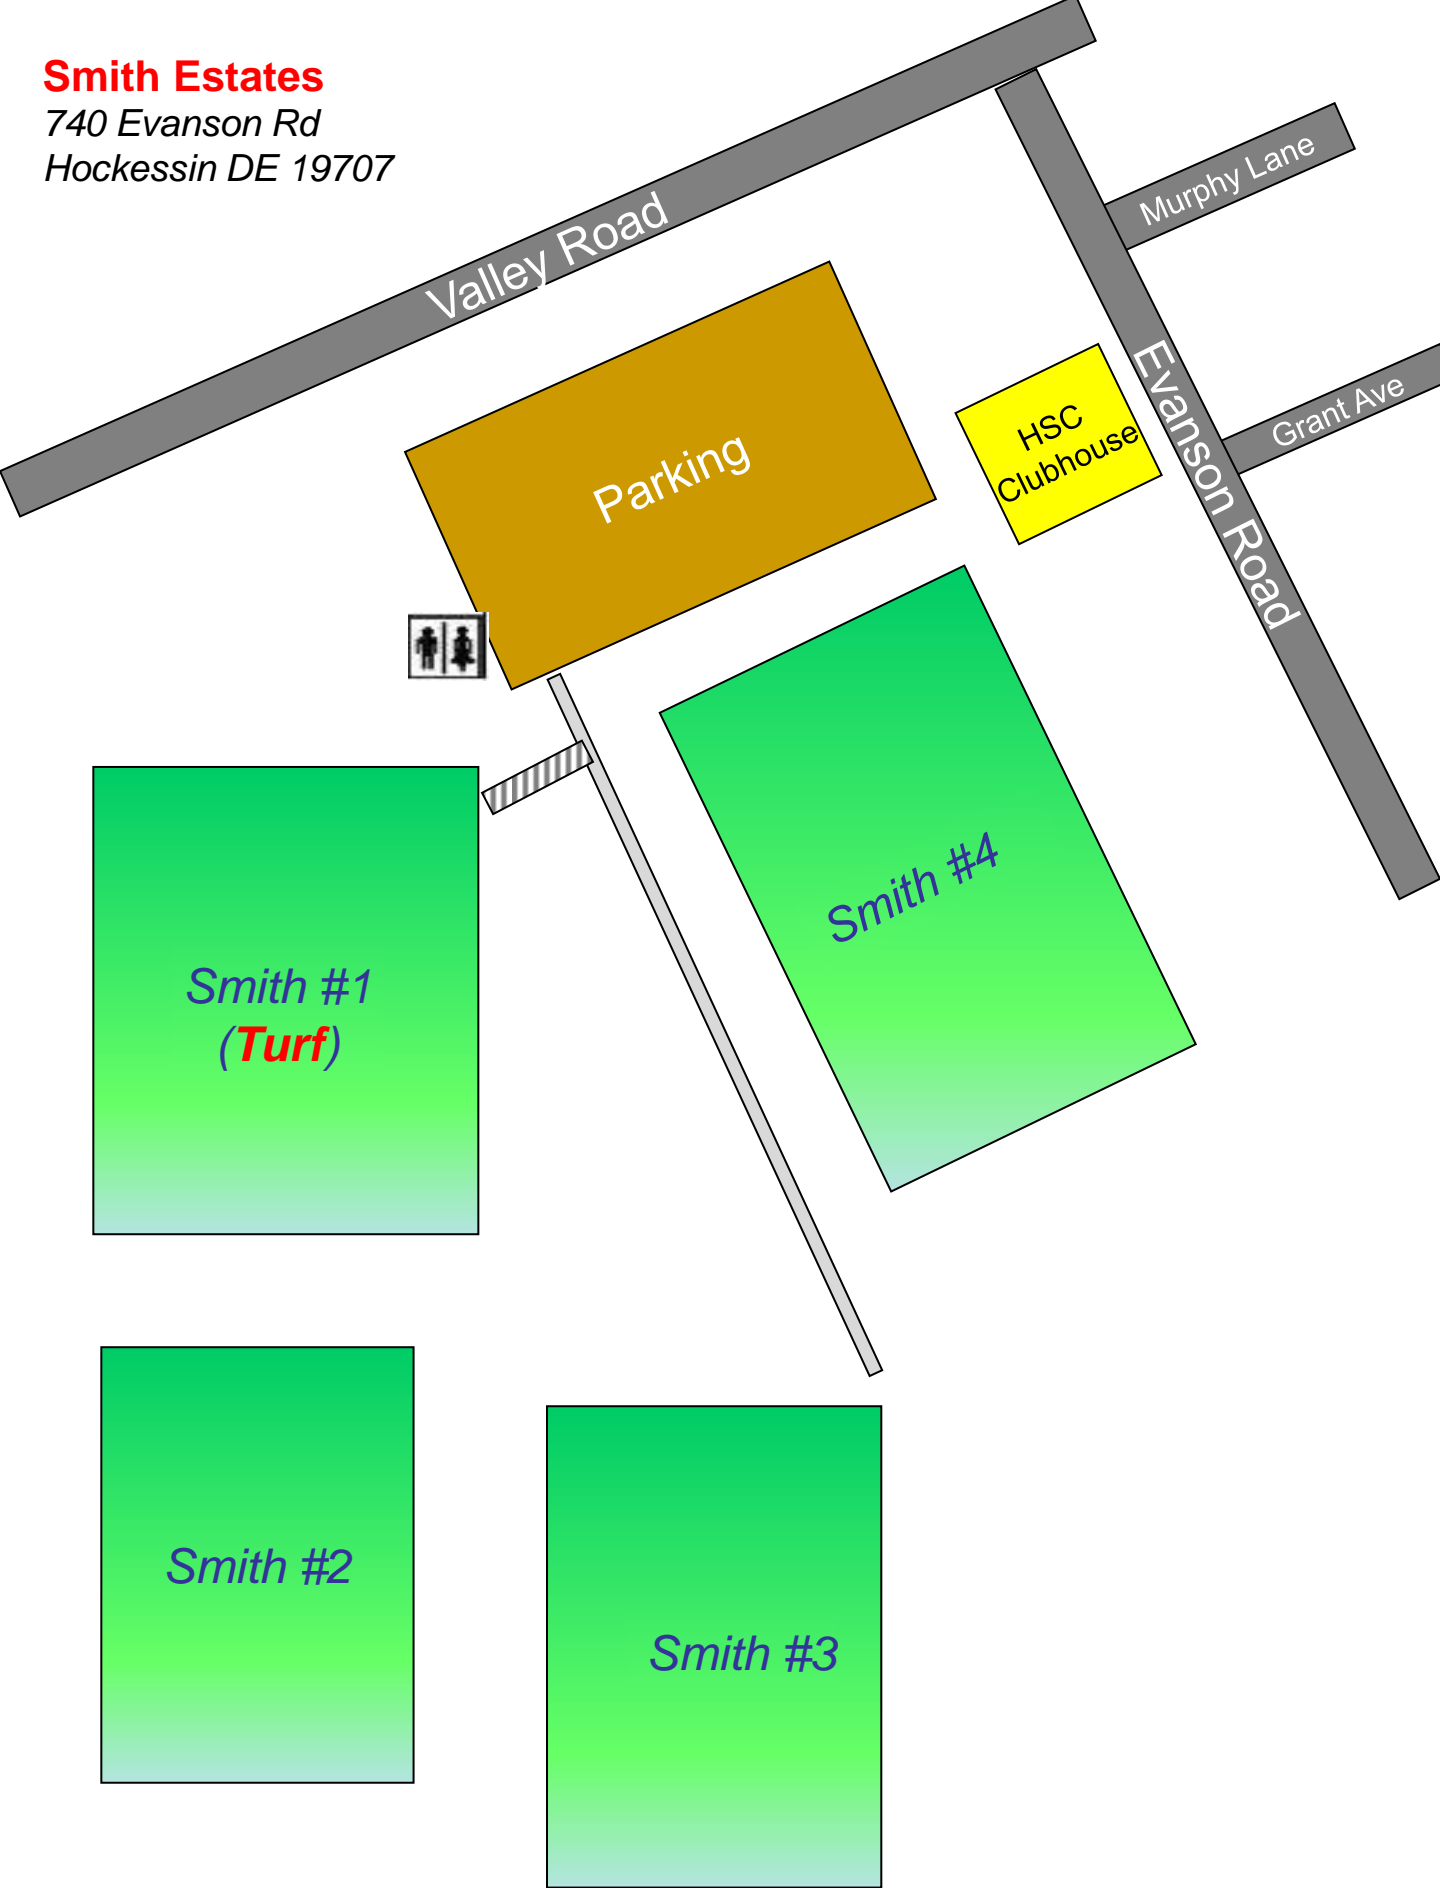 Smith Estates
740 Evanson Rd
Hockessin DE 19707
Valley Road
Murphy Lane
Evanson Road
Grant Ave
HSC
Clubhouse
Parking
Smith #4
Smith #1
(Turf)
Smith #2
Smith #3